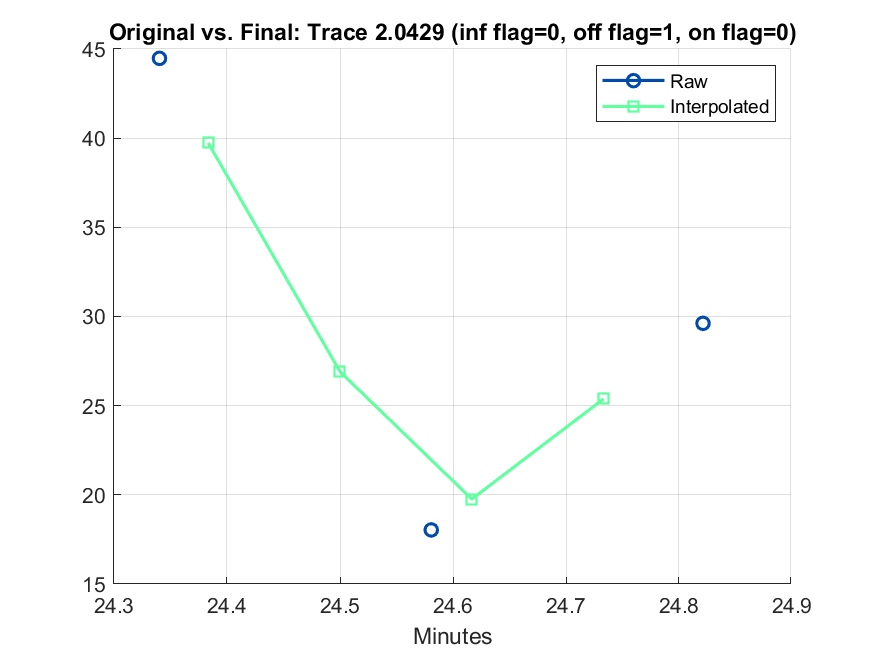 Original vs. Final: Trace 2.0429 (inf flag=0, off flag=1, on flag=0)
45
40
35
30
25
20
15
24.3 24.4 24.5 24.6 24.7 24.8 24.9
Minutes
Raw
Interpolated